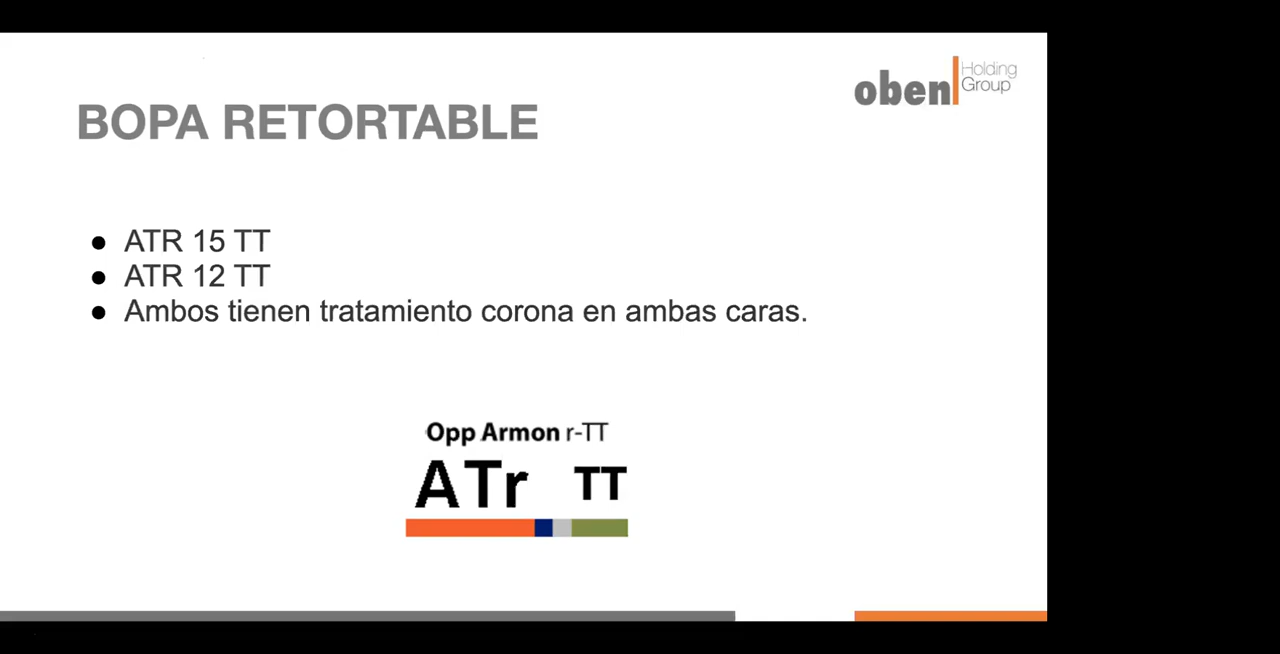 oben Holding
Group
BOPA RETORTABLE
● ATR 15 TT
● ATR 12 TT
● Ambos tienen tratamiento corona en ambas caras.
Opp Armon r-TT
ATr TT